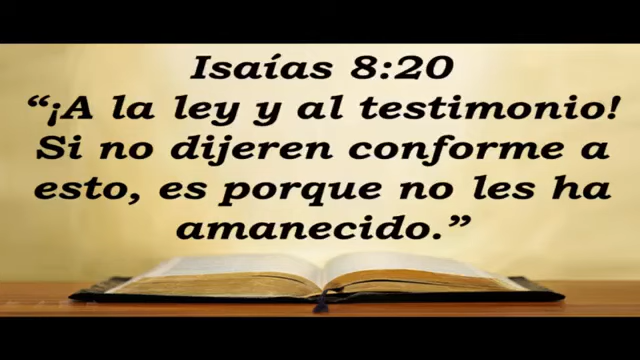 Isaías 8:20
“¡A la ley y al testimonio!
Si no dijeren conforme a
esto, es porque no les ha
amanecido.”